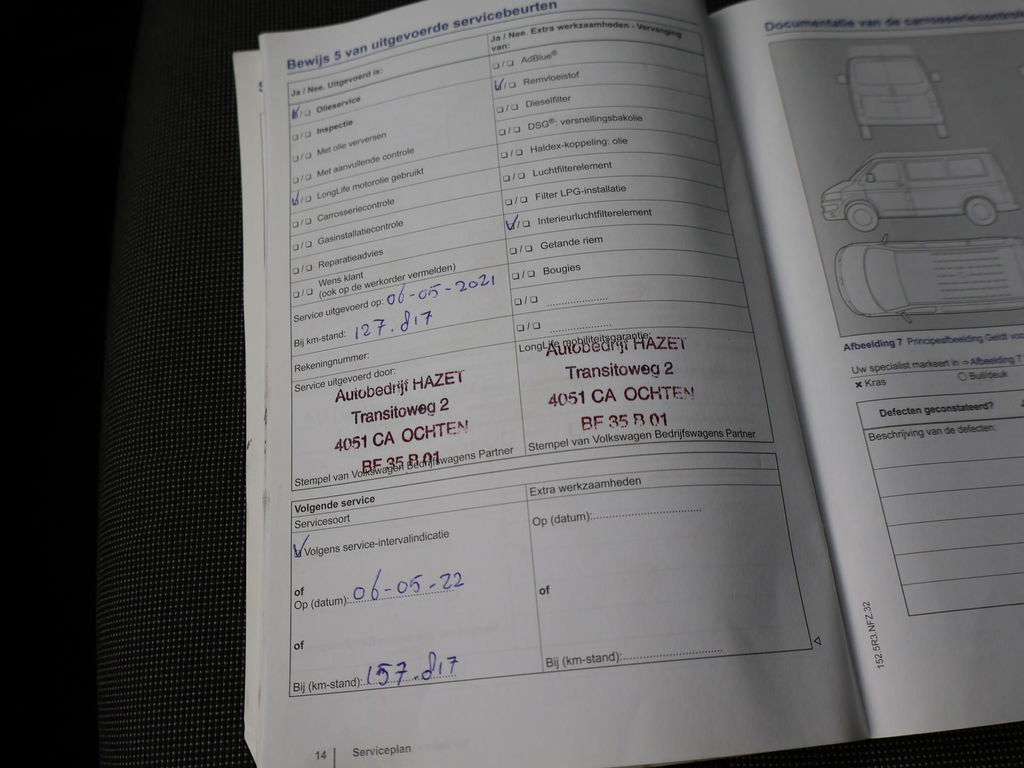 Bewijs 5 van uitgevoerde servicebeurten
Ja / Nee. Uitgevoerd is:
❑/❑ Olieservice
❑/❑ Inspectie
❑/❑ Met olie verversen
❑/❑ Met aanvullende controle
❑/❑ LongLife motorolie gebruikt
❑/❑ Carrosseriecontrole
❑/❑ Gasinstallatiecontrole
❑/❑ Reparatieadvies
❑/❑ Wens klant
(ook op de werkorder vermelden)
Service uitgevoerd op: 06-05-2021
Bij km-stand: 127.817
Rekeningnummer:
Service uitgevoerd door:
Autobedrijf HAZET
Transitoweg 2
4051 CA OCHTEN
BF 35 B 01
Stempel van Volkswagen Bedrijfswagens Partner
Ja / Nee. Extra werkzaamheden - Vervanging
van:
❑/❑ AdBlue®
❑/❑ Remvloeistof
❑/❑ Dieselfilter
❑/❑ DSG®: versnellingsbakolie
❑/❑ Haldex-koppeling: olie
❑/❑ Luchtfilterelement
❑/❑ Filter LPG-installatie
❑/❑ Interieurluchtfilterelement
❑/❑ Getande riem
❑/❑ Bougies
❑/❑ ....................
❑/❑ ....................
LongLife mobiliteitsgarantie:
Autobedrijf HAZET
Transitoweg 2
4051 CA OCHTEN
BF 35 B 01
Stempel van Volkswagen Bedrijfswagens Partner
Volgende service
Servicesoort
Volgens service-intervalindicatie
of
Op (datum): 06-05-22
of
Bij (km-stand): 157.817
Extra werkzaamheden
Op (datum):..............................
of
Bij (km-stand):...........................
14 Serviceplan
Documentatie van de carrosseriecontrole
Afbeelding 7 Principeafbeelding Geldt voor
Uw specialist markeert in ⇒ Afbeelding 7
× Kras ○ Buil/deuk
Defecten geconstateerd?
Beschrijving van de defecten:
152.5R3.NFZ.32